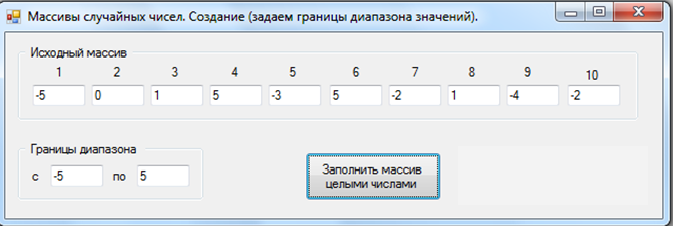 Массивы случайных чисел. Создание (задаем границы диапазона значений).
Исходный массив
1 2 3 4 5 6 7 8 9 10
-5 0 1 5 -3 5 -2 1 -4 -2
Границы диапазона
с -5 по 5
Заполнить массив
целыми числами